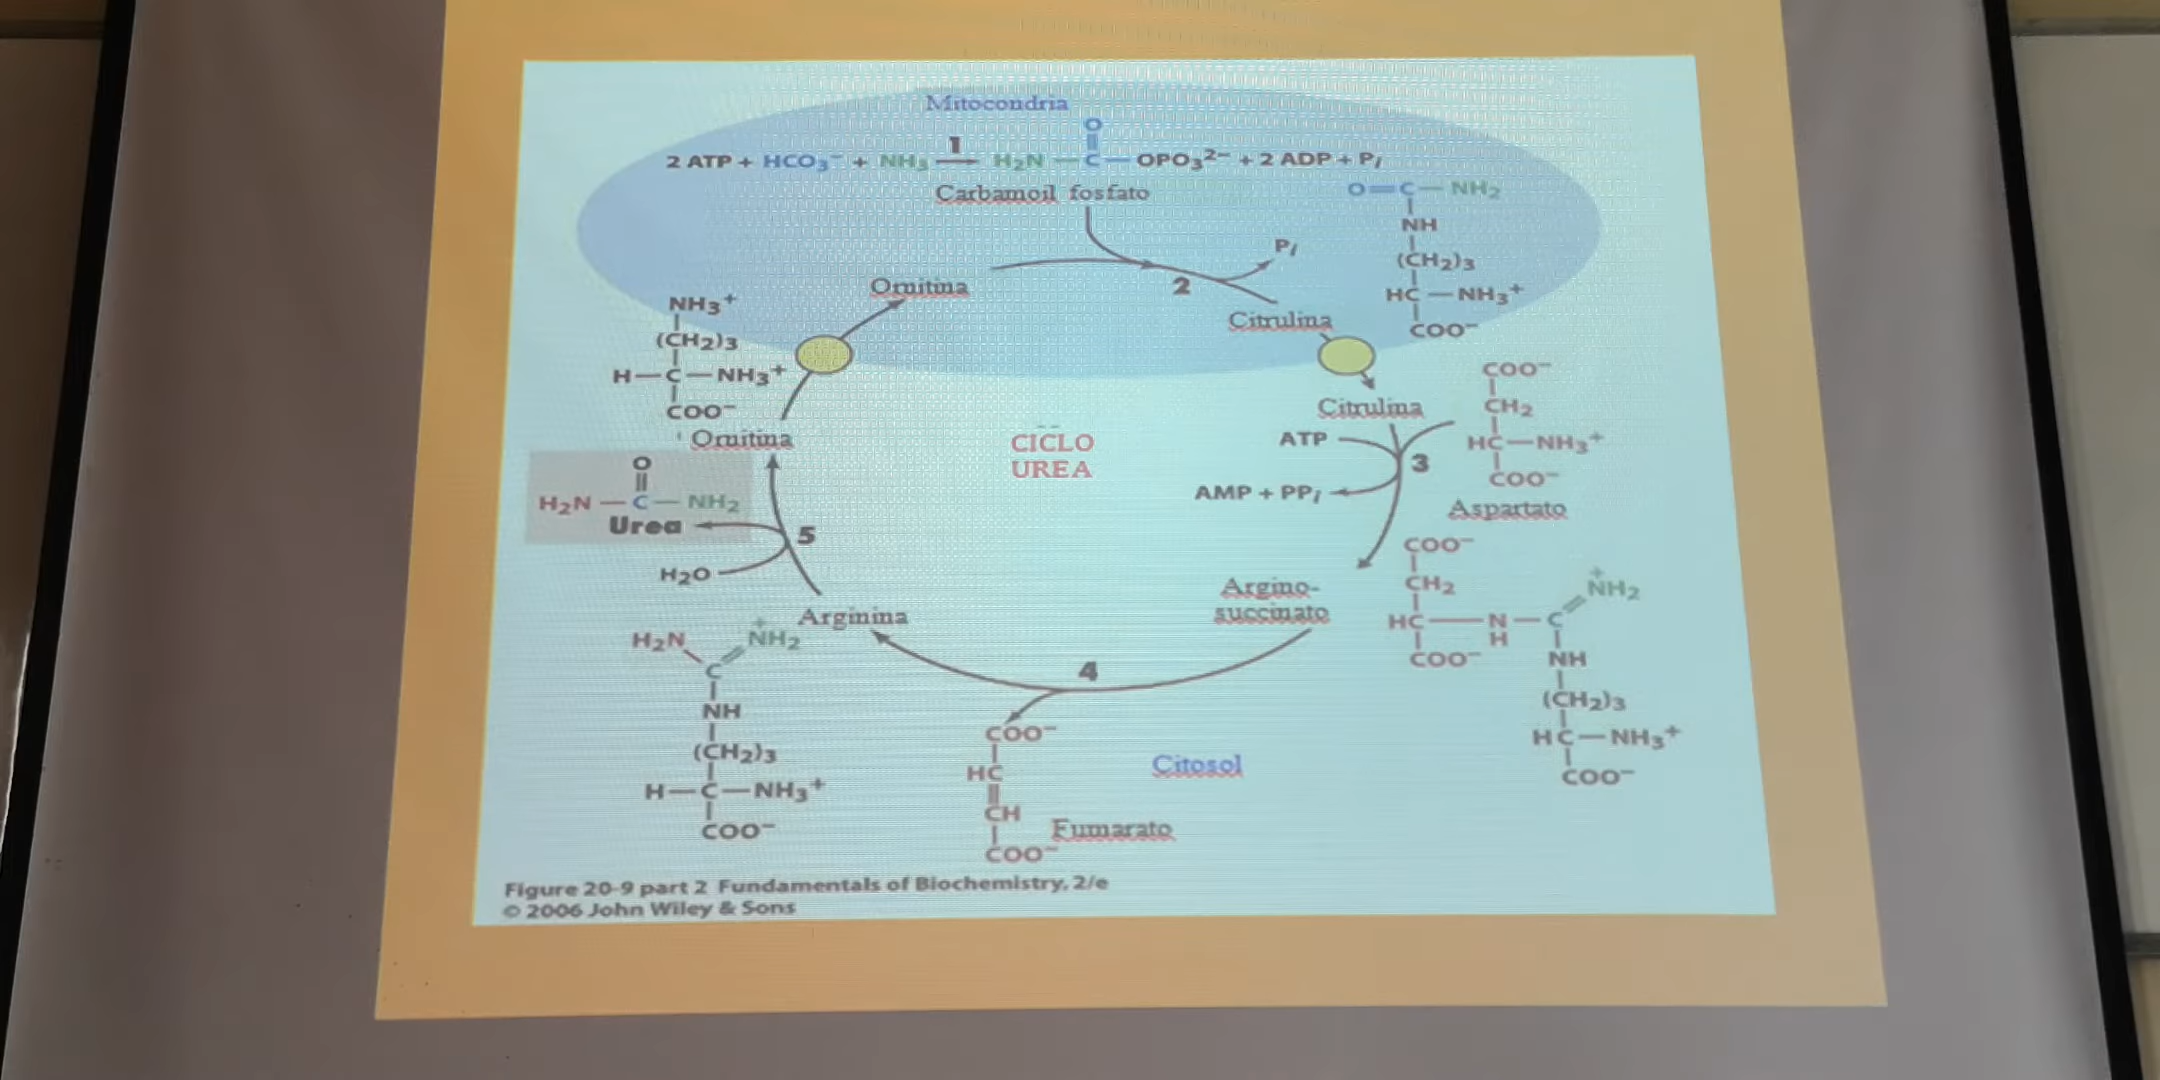 Mitocondria
O
2 ATP + HCO3− + NH3 1 H2N — C — OPO3 2− + 2 ADP + Pi
Carbamoil fosfato
O=C—NH2
NH
(CH2)3
HC—NH3+
COO−
Pi
2
Ornitina
Citrulina
NH3+
(CH2)3
H—C—NH3+
COO−
Ornitina
CICLO
UREA
Citrulina
ATP
3
AMP + PPi
COO−
CH2
HC—NH3+
COO−
Aspartato
O
H2N—C—NH2
Urea
5
H2O
Arginina
Argino-
succinato
COO−
CH2
HC—N—C
H
COO−
+
NH2
NH
(CH2)3
HC—NH3+
COO−
4
+
H2N NH2
C
NH
(CH2)3
H—C—NH3+
COO−
COO−
HC
CH
COO−
Fumarato
Citosol
Figure 20-9 part 2 Fundamentals of Biochemistry, 2/e
© 2006 John Wiley & Sons